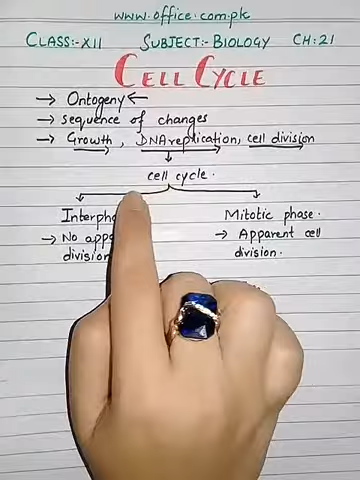 www.office.com.pk
CLASS:-XII SUBJECT:- BIOLOGY CH:21
CELL CYCLE
→ Ontogeny ←
→ sequence of changes
→ Growth, DNA replication, cell division
↓
cell cycle.
Mitotic phase.
→ No → Apparent cell
division division.